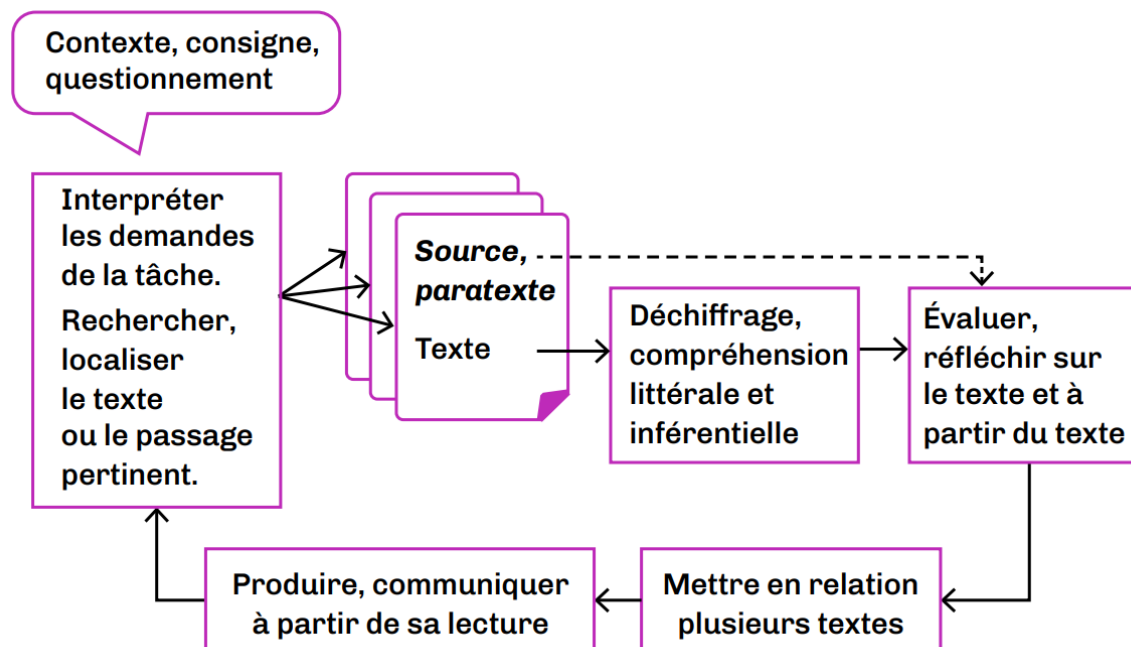 Contexte, consigne,
questionnement
Interpréter
les demandes
de la tâche.
Rechercher,
localiser
le texte
ou le passage
pertinent.
Source,
paratexte
Texte
Déchiffrage,
compréhension
littérale et
inférentielle
Évaluer,
réfléchir sur
le texte et à
partir du texte
Mettre en relation
plusieurs textes
Produire, communiquer
à partir de sa lecture